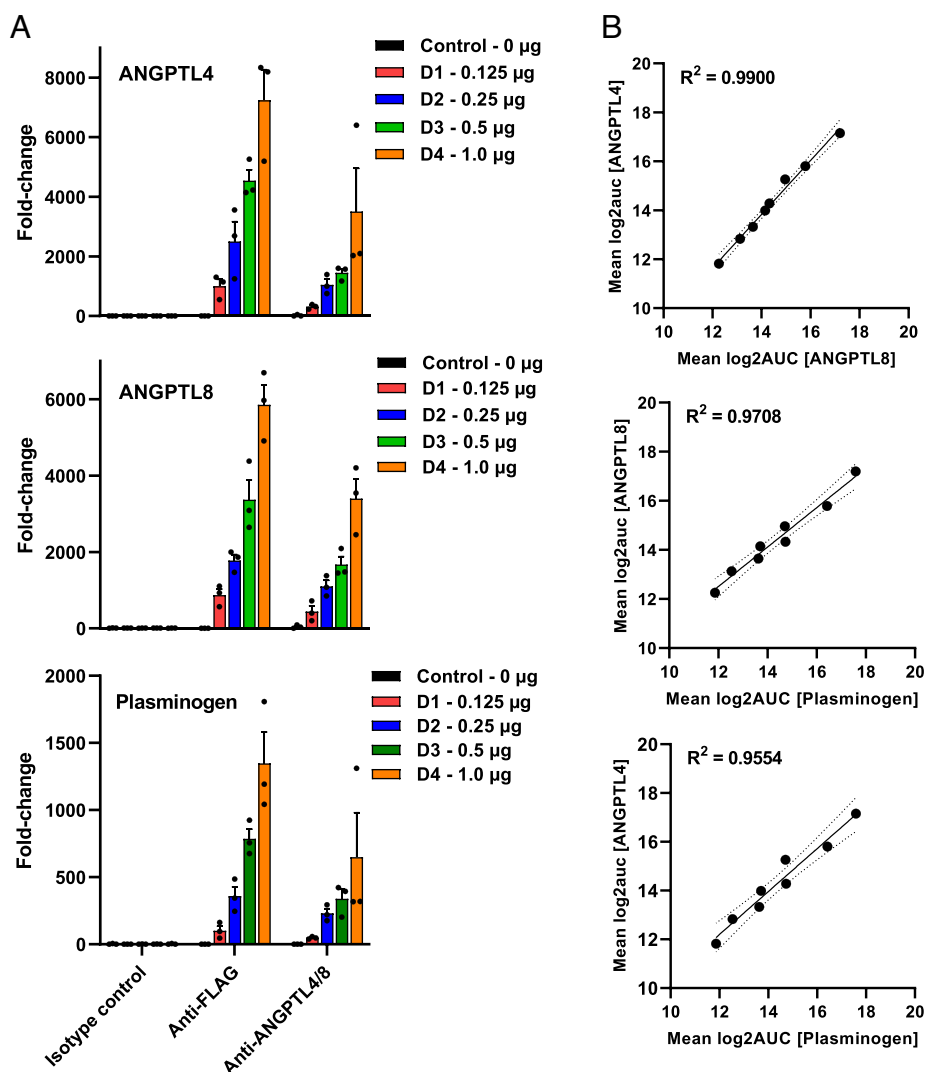 A
ANGPTL4
Fold-change
8000
6000
4000
2000
0
Control - 0 µg
D1 - 0.125 µg
D2 - 0.25 µg
D3 - 0.5 µg
D4 - 1.0 µg
ANGPTL8
Fold-change
6000
4000
2000
0
Control - 0 µg
D1 - 0.125 µg
D2 - 0.25 µg
D3 - 0.5 µg
D4 - 1.0 µg
Plasminogen
Fold-change
2000
1500
1000
500
0
Control - 0 µg
D1 - 0.125 µg
D2 - 0.25 µg
D3 - 0.5 µg
D4 - 1.0 µg
Isotype control
Anti-FLAG
Anti-ANGPTL4/8
B
R² = 0.9900
Mean log2auc [ANGPTL4]
20
18
16
14
12
10
10 12 14 16 18 20
Mean log2AUC [ANGPTL8]
R² = 0.9708
Mean log2auc [ANGPTL8]
20
18
16
14
12
10
10 12 14 16 18 20
Mean log2AUC [Plasminogen]
R² = 0.9554
Mean log2auc [ANGPTL4]
20
18
16
14
12
10
10 12 14 16 18 20
Mean log2AUC [Plasminogen]